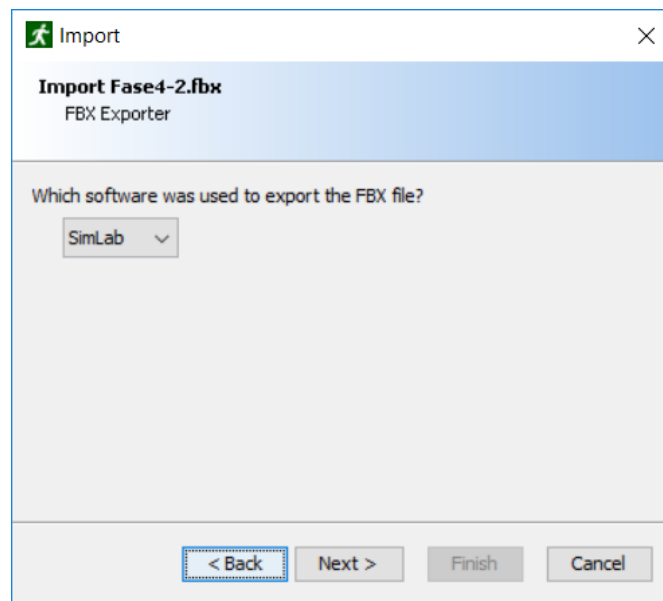 Import
Import Fase4-2.fbx
FBX Exporter
Which software was used to export the FBX file?
SimLab
< Back Next > Finish Cancel